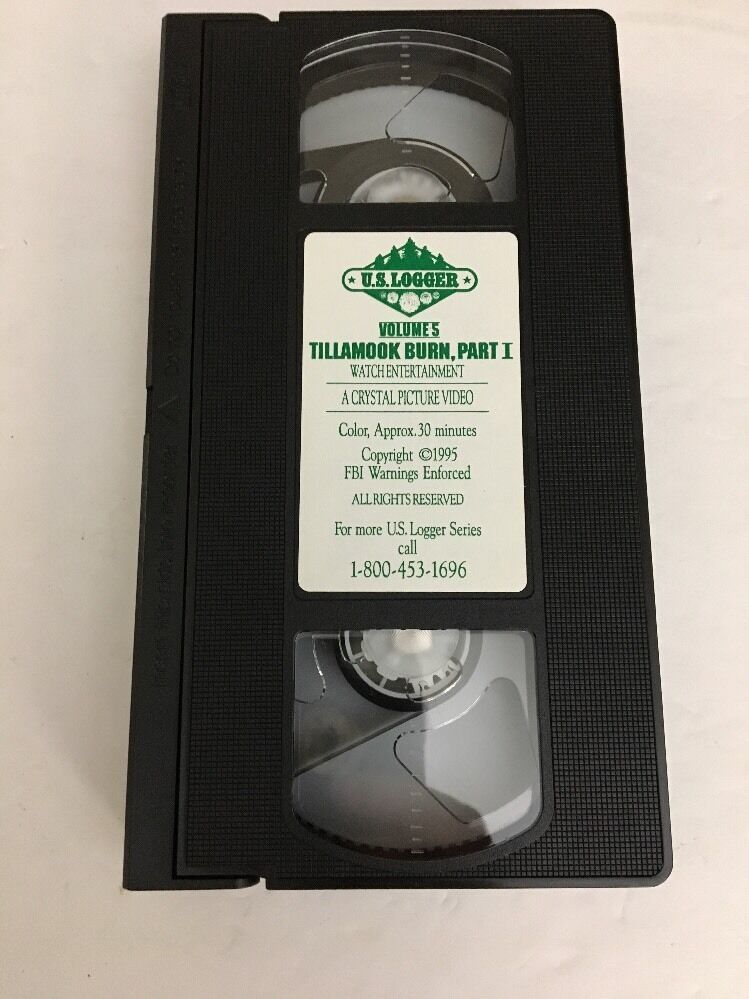 ★ U.S. LOGGER ★
VOLUME 5
TILLAMOOK BURN, PART I
WATCH ENTERTAINMENT
A CRYSTAL PICTURE VIDEO
Color, Approx. 30 minutes
Copyright ©1995
FBI Warnings Enforced
ALL RIGHTS RESERVED
For more U.S. Logger Series
call
1-800-453-1696